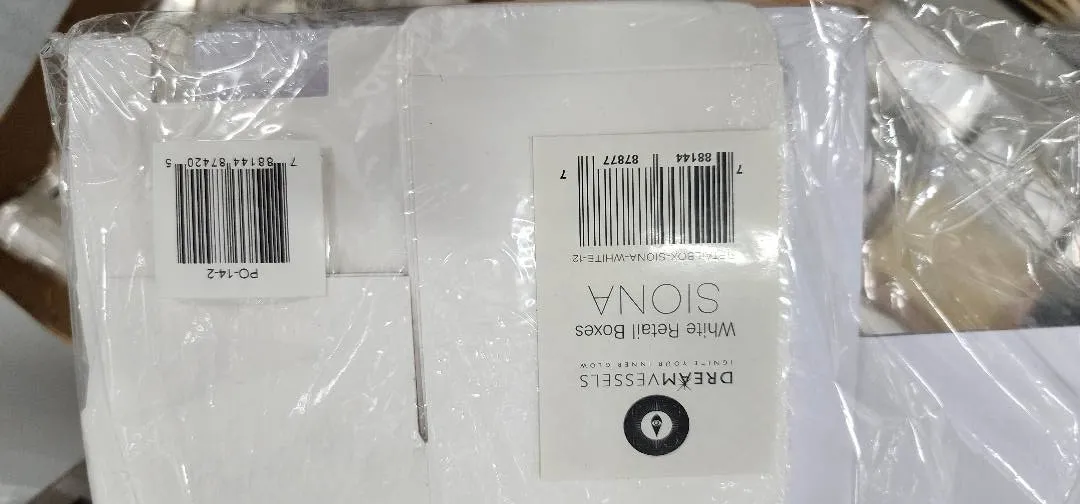 DREAMVESSELS
IGNITE YOUR INNER GLOW
White Retail Boxes
SIONA
RETAILBOX-SIONA-WHITE-12
7 88144 87877 7
PO-14-2
7 88144 87420 5